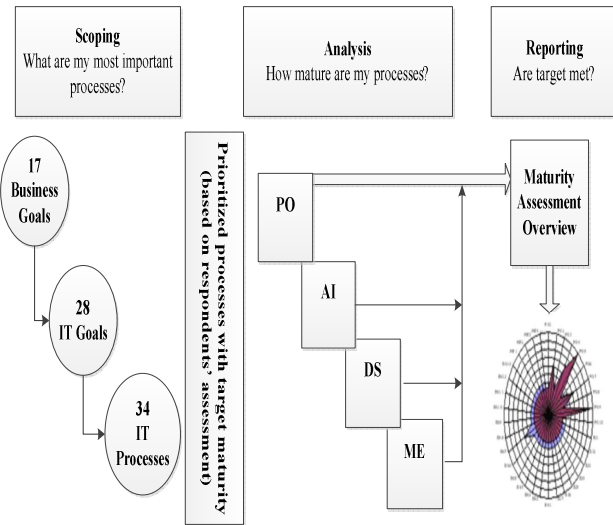 Scoping
What are my most important
processes?
Analysis
How mature are my processes?
Reporting
Are target met?
17
Business
Goals
28
IT Goals
34
IT
Processes
Prioritized processes with target maturity
(based on respondents' assessment)
PO
AI
DS
ME
Maturity
Assessment
Overview